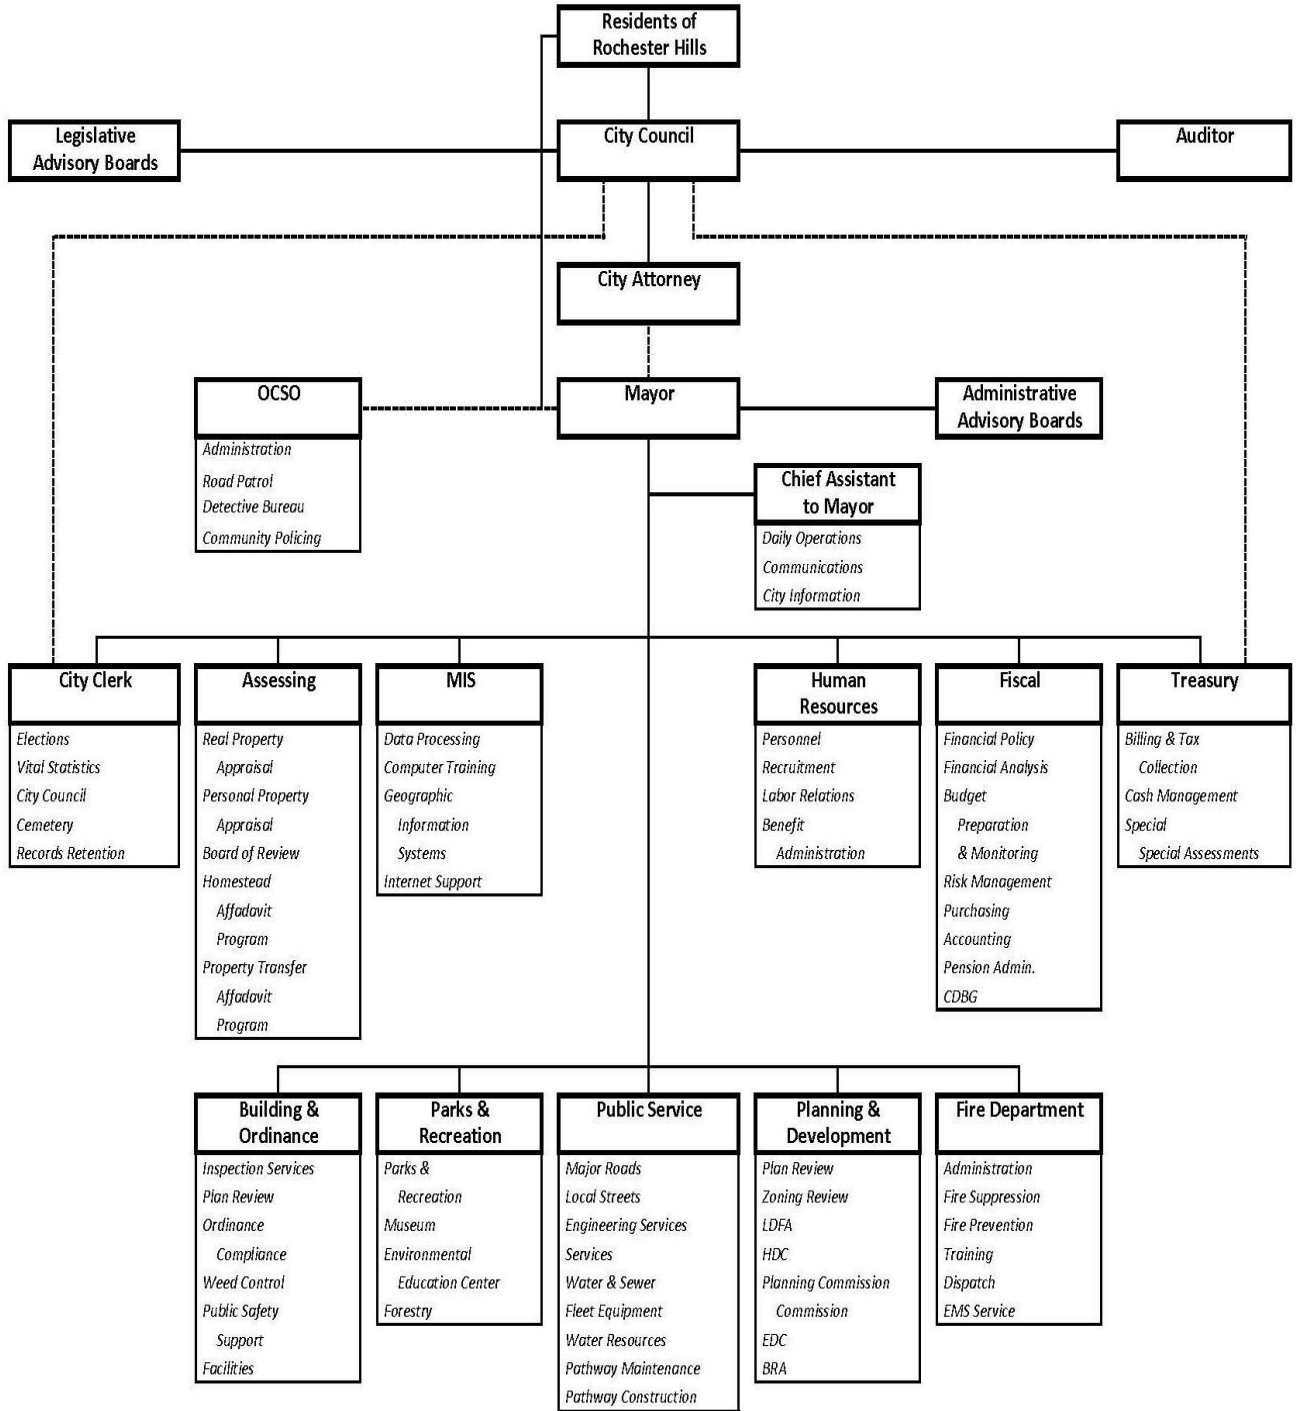 Residents of
Rochester Hills
Legislative
Advisory Boards
City Council
Auditor
City Attorney
OCSO
Administration
Road Patrol
Detective Bureau
Community Policing
Mayor
Administrative
Advisory Boards
Chief Assistant
to Mayor
Daily Operations
Communications
City Information
City Clerk
Elections
Vital Statistics
City Council
Cemetery
Records Retention
Assessing
Real Property
Appraisal
Personal Property
Appraisal
Board of Review
Homestead
Affadavit
Program
Property Transfer
Affadavit
Program
MIS
Data Processing
Computer Training
Geographic
Information
Systems
Internet Support
Human
Resources
Personnel
Recruitment
Labor Relations
Benefit
Administration
Fiscal
Financial Policy
Financial Analysis
Budget
Preparation
& Monitoring
Risk Management
Purchasing
Accounting
Pension Admin.
CDBG
Treasury
Billing & Tax
Collection
Cash Management
Special
Special Assessments
Building &
Ordinance
Inspection Services
Plan Review
Ordinance
Compliance
Weed Control
Public Safety
Support
Facilities
Parks &
Recreation
Parks &
Recreation
Museum
Environmental
Education Center
Forestry
Public Service
Major Roads
Local Streets
Engineering Services
Services
Water & Sewer
Fleet Equipment
Water Resources
Pathway Maintenance
Pathway Construction
Planning &
Development
Plan Review
Zoning Review
LDFA
HDC
Planning Commission
Commission
EDC
BRA
Fire Department
Administration
Fire Suppression
Fire Prevention
Training
Dispatch
EMS Service